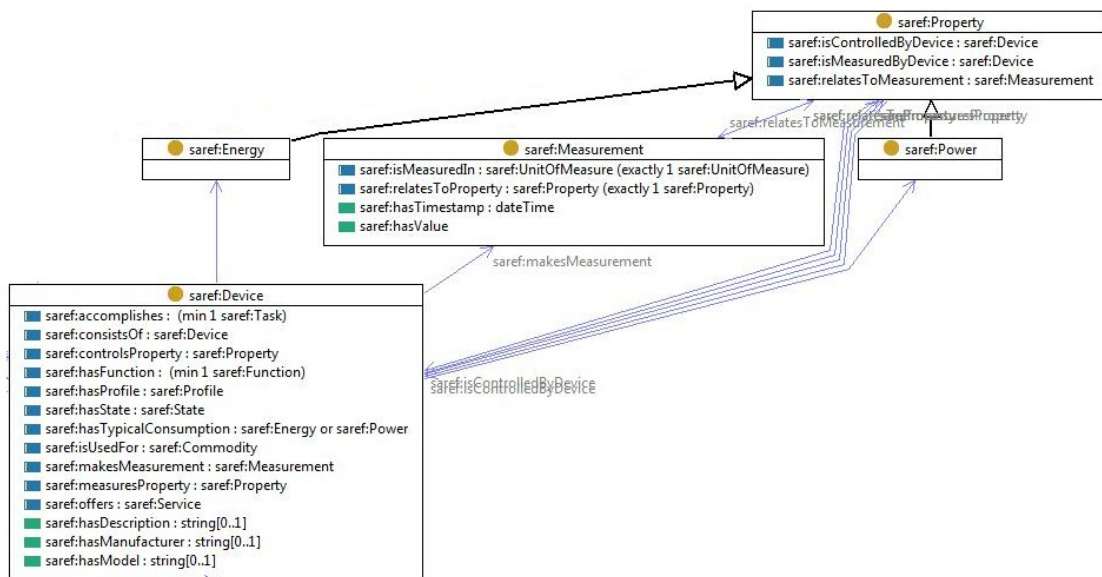 saref:Property
saref:isControlledByDevice : saref:Device
saref:isMeasuredByDevice : saref:Device
saref:relatesToMeasurement : saref:Measurement
saref:relatesToMeasurement
saref:Energy
saref:Measurement
saref:isMeasuredIn : saref:UnitOfMeasure (exactly 1 saref:UnitOfMeasure)
saref:relatesToProperty : saref:Property (exactly 1 saref:Property)
saref:hasTimestamp : dateTime
saref:hasValue
saref:Power
saref:makesMeasurement
saref:Device
saref:accomplishes : (min 1 saref:Task)
saref:consistsOf : saref:Device
saref:controlsProperty : saref:Property
saref:hasFunction : (min 1 saref:Function)
saref:hasProfile : saref:Profile
saref:hasState : saref:State
saref:hasTypicalConsumption : saref:Energy or saref:Power
saref:isUsedFor : saref:Commodity
saref:makesMeasurement : saref:Measurement
saref:measuresProperty : saref:Property
saref:offers : saref:Service
saref:hasDescription : string[0..1]
saref:hasManufacturer : string[0..1]
saref:hasModel : string[0..1]
saref:isControlledByDevice
saref:isControlledByDevice